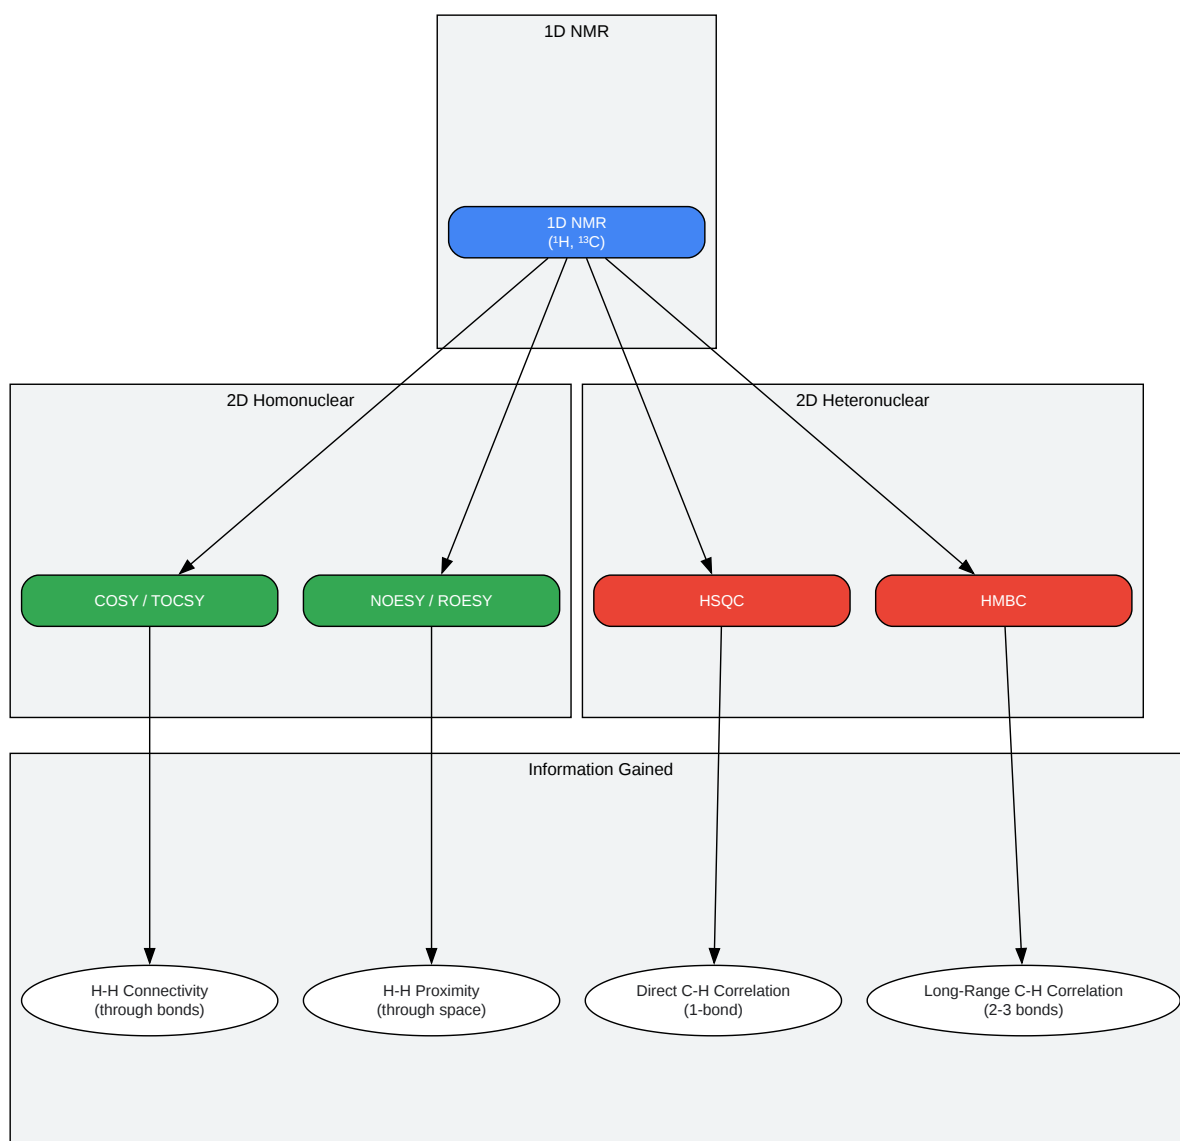 1D NMR
1D NMR
(¹H, ¹³C)
2D Homonuclear
2D Heteronuclear
COSY / TOCSY
NOESY / ROESY
HSQC
HMBC
Information Gained
H-H Connectivity
(through bonds)
H-H Proximity
(through space)
Direct C-H Correlation
(1-bond)
Long-Range C-H Correlation
(2-3 bonds)